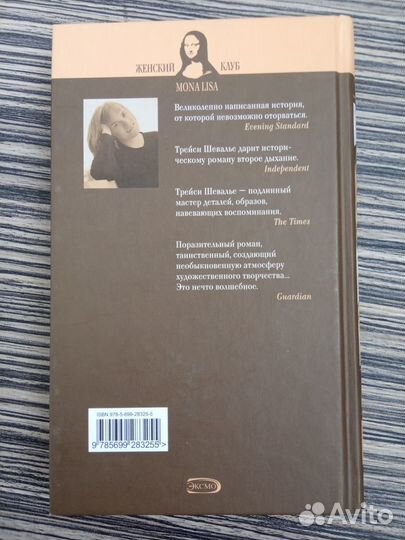 ЖЕНСКИЙ КЛУБ
MONA LISA
Великолепно написанная история,
от которой невозможно оторваться.
Evening Standard
Трейси Шевалье дарит истори-
ческому роману второе дыхание.
Independent
Трейси Шевалье — подлинный
мастер деталей, образов,
навевающих воспоминания.
The Times
Поразительный роман,
таинственный, создающий
необыкновенную атмосферу
художественного творчества...
Это нечто волшебное.
Guardian
ISBN 978-5-699-28325-5
9 785699 283255 >
ЭКСМО
Avito